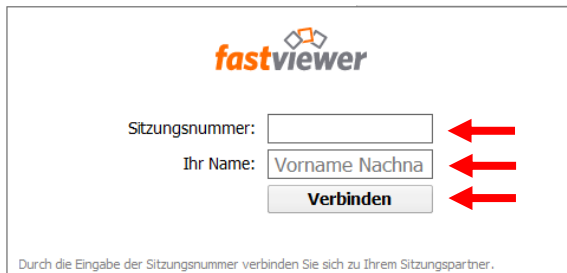 fastviewer
Sitzungsnummer:
Ihr Name: Vorname Nachna
Verbinden
Durch die Eingabe der Sitzungsnummer verbinden Sie sich zu Ihrem Sitzungspartner.